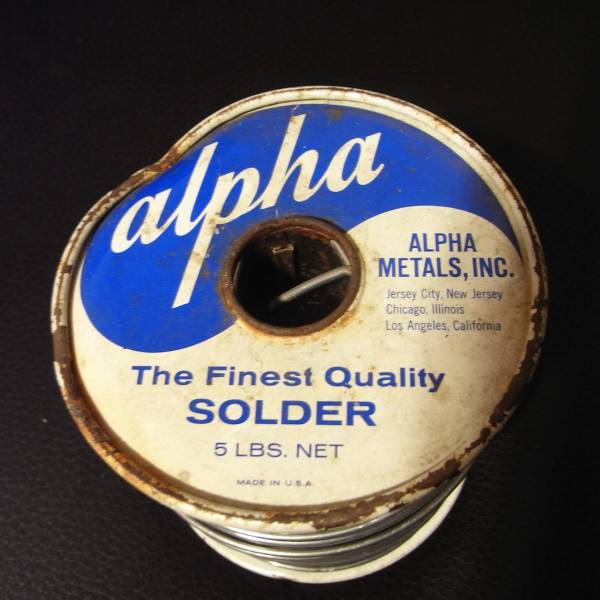 alpha
ALPHA
METALS, INC.
Jersey City, New Jersey
Chicago, Illinois
Los Angeles, California
The Finest Quality
SOLDER
5 LBS. NET
MADE IN U.S.A.